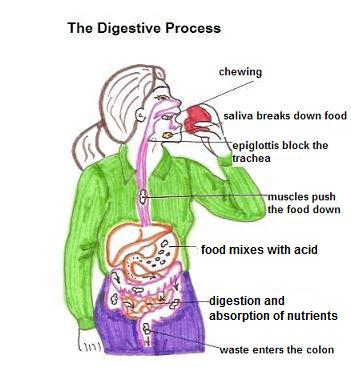 The Digestive Process
chewing
saliva breaks down food
epiglottis block the
trachea
muscles push
the food down
food mixes with acid
digestion and
absorption of nutrients
waste enters the colon